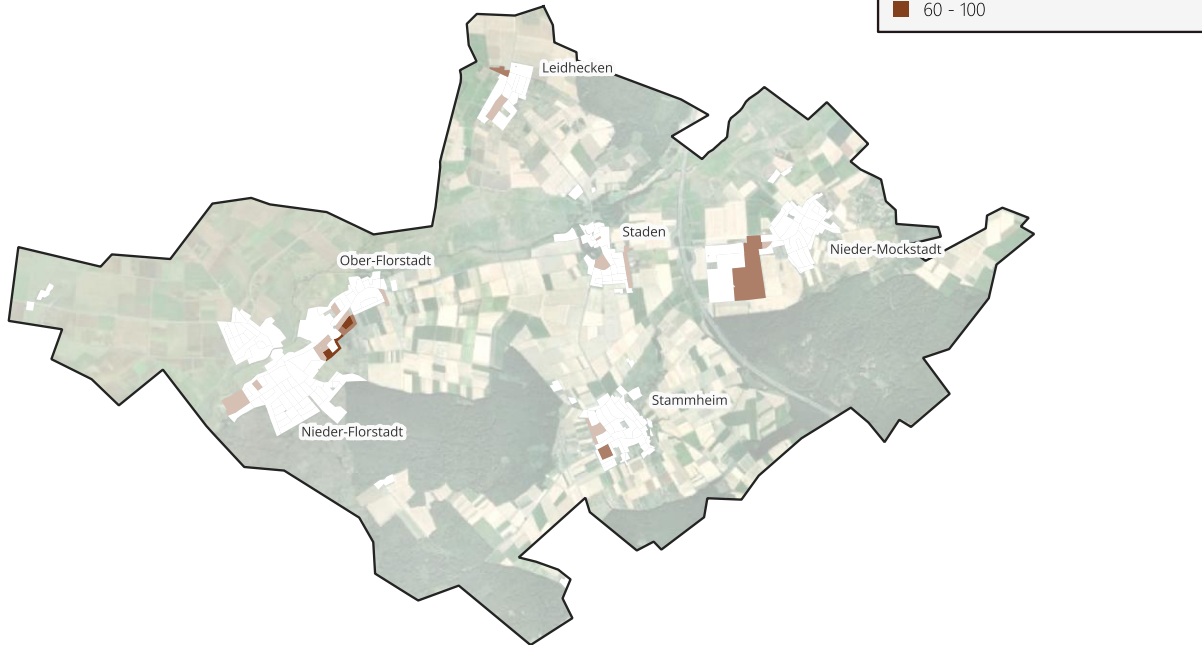 60 - 100
Leidhecken
Staden
Nieder-Mockstadt
Ober-Florstadt
Stammheim
Nieder-Florstadt